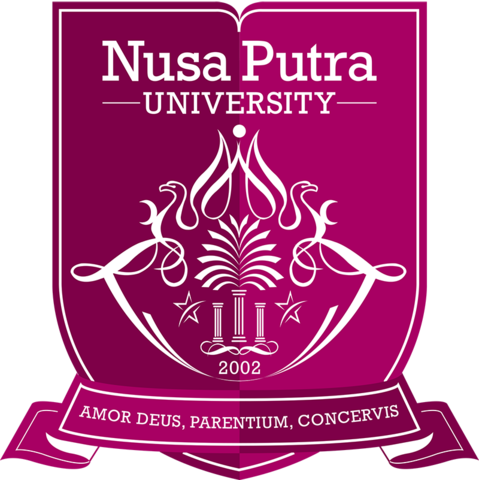 Nusa Putra
UNIVERSITY
2002
AMOR DEUS, PARENTIUM, CONCERVIS